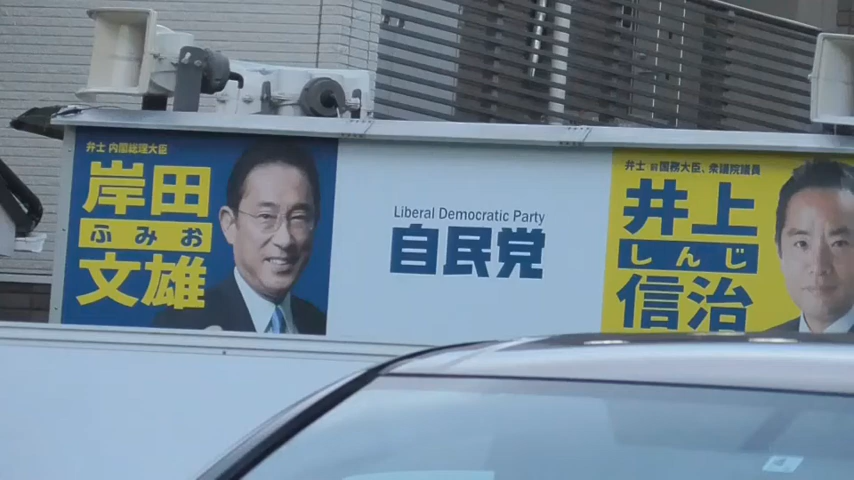 弁士 内閣総理大臣
岸田
ふみお
文雄
Liberal Democratic Party
自民党
弁士 前国務大臣、衆議院議員
井上
しんじ
信治